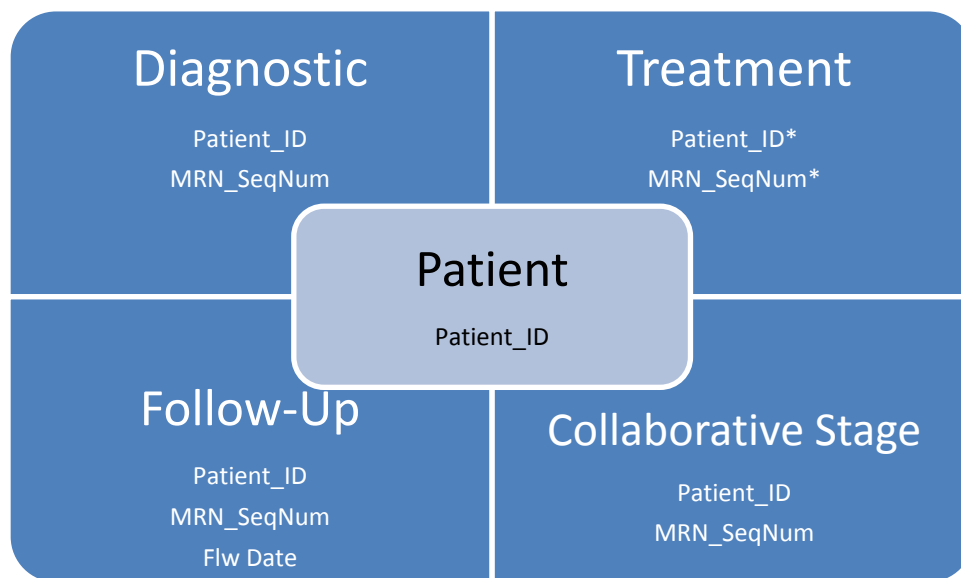 Diagnostic
Patient_ID
MRN_SeqNum
Treatment
Patient_ID*
MRN_SeqNum*
Patient
Patient_ID
Follow-Up
Patient_ID
MRN_SeqNum
Flw Date
Collaborative Stage
Patient_ID
MRN_SeqNum